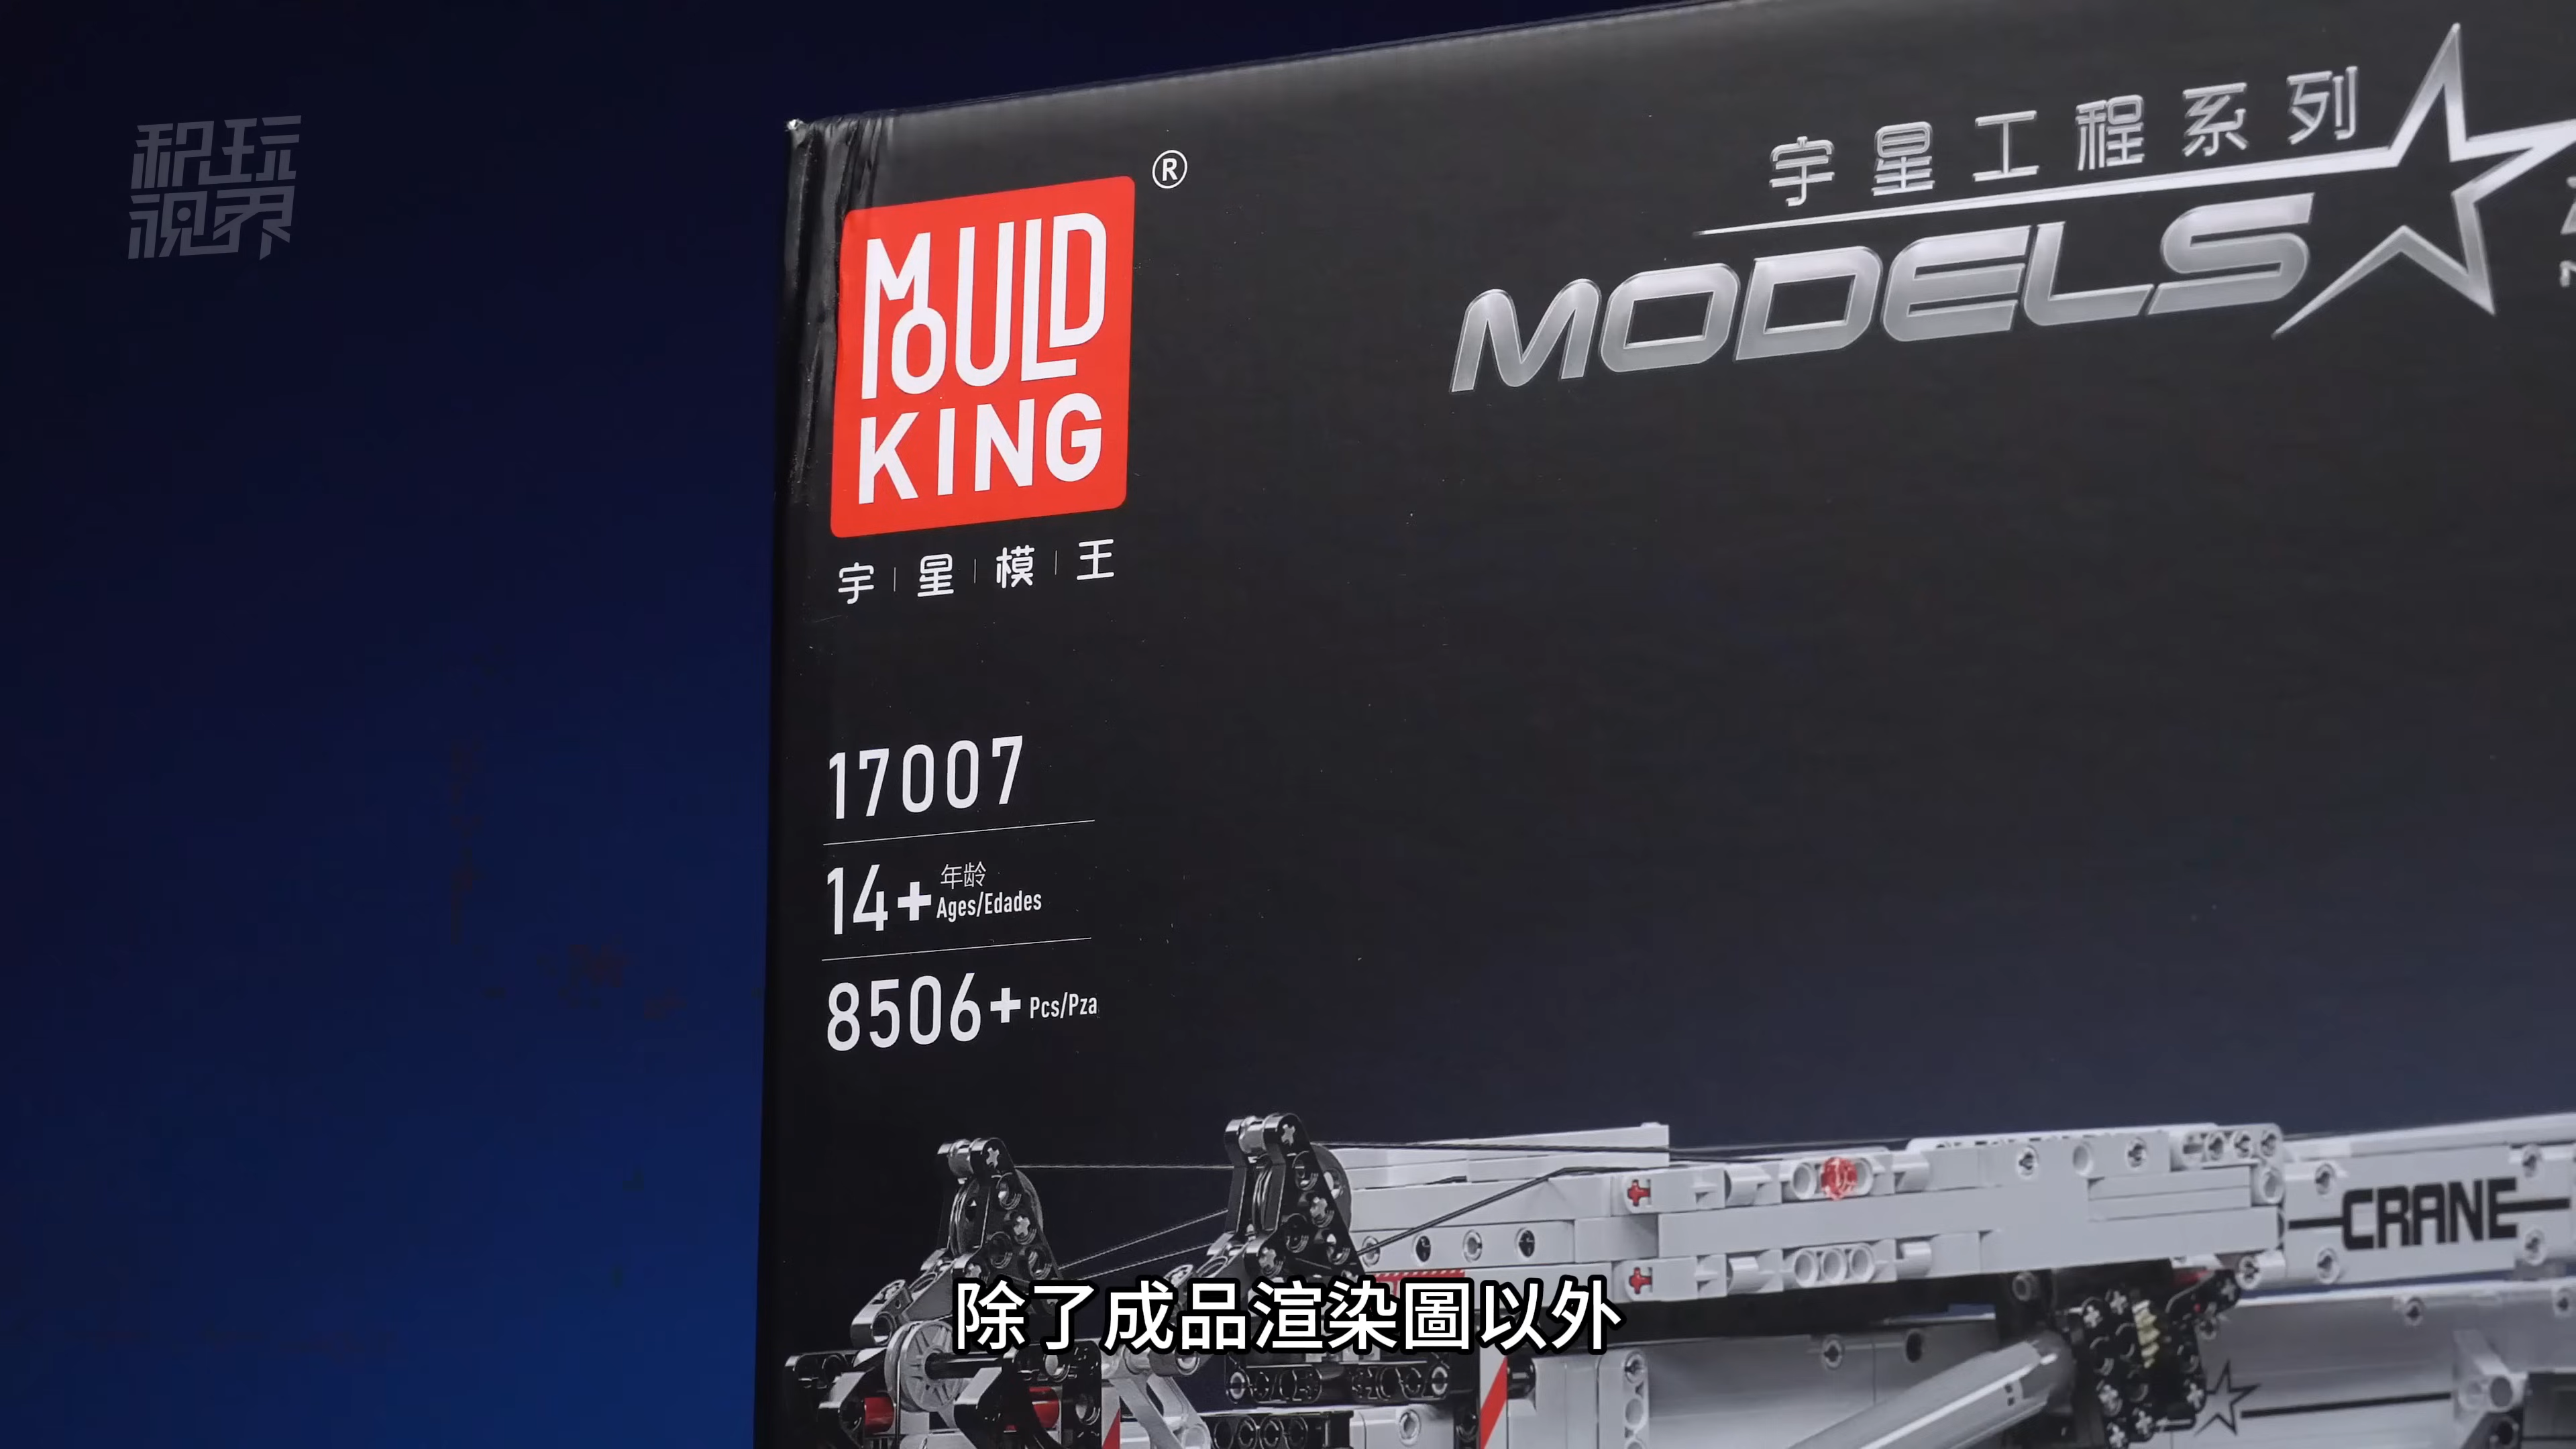 积玩
视界
宇星工程系列
MODELS
MOULD
KING
®
宇星模王
17007
14+ 年龄
Ages/Edades
8506+ Pcs/Pza
CRANE
除了成品渲染圖以外